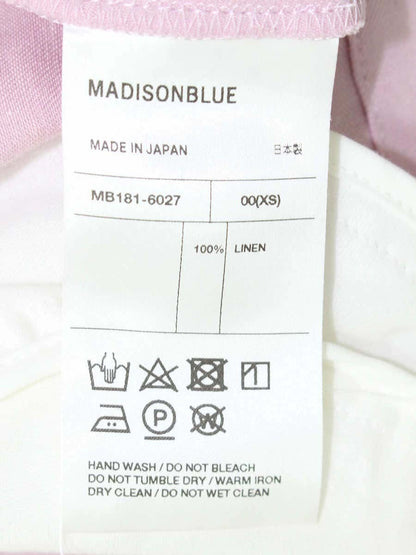 MADISONBLUE
MADE IN JAPAN 日本製
MB181-6027 00(XS)
100% LINEN
P W
HAND WASH / DO NOT BLEACH
DO NOT TUMBLE DRY / WARM IRON
DRY CLEAN / DO NOT WET CLEAN